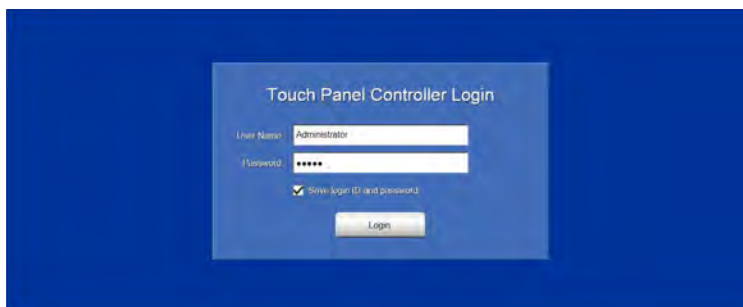 Touch Panel Controller Login
User Name
Administrator
Password
•••••
Save login ID and password
Login